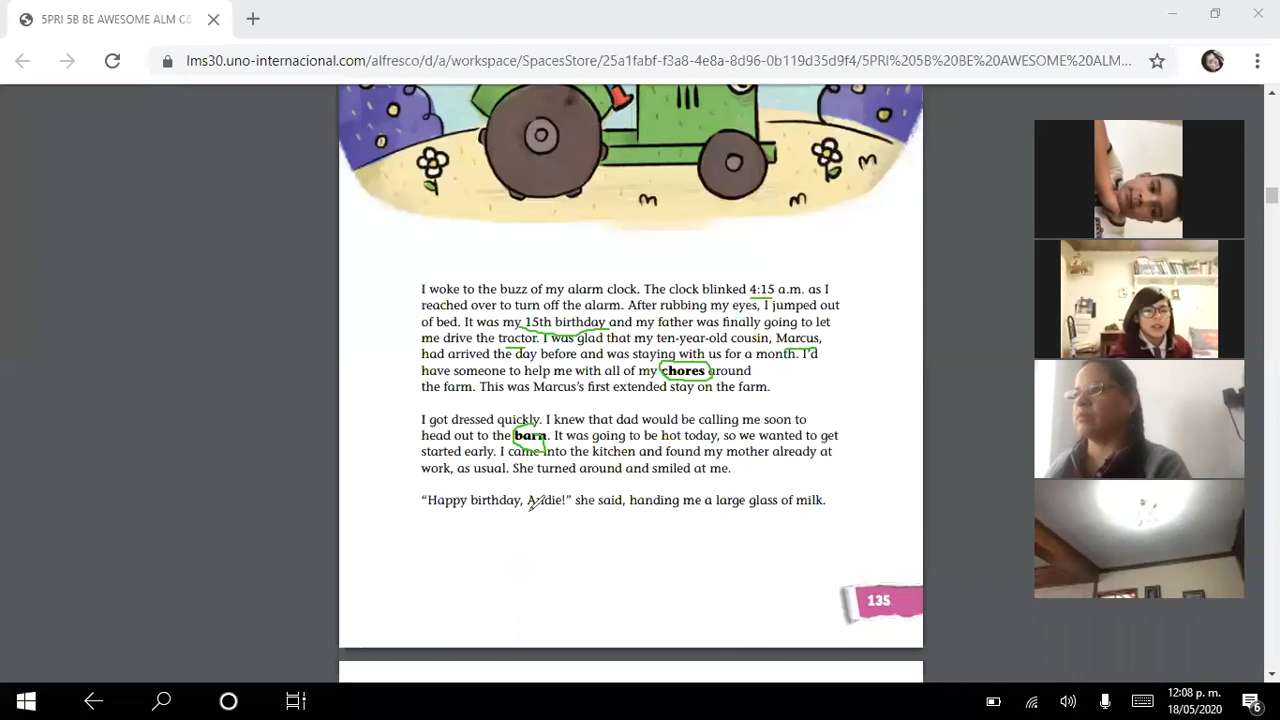 5PRI 5B BE AWESOME ALM C8
lms30.uno-internacional.com/alfresco/d/a/workspace/SpacesStore/25a1fabf-f3a8-4e8a-8d96-0b119d35d9f4/5PRI%205B%20BE%20AWESOME%20ALM...
I woke to the buzz of my alarm clock. The clock blinked 4:15 a.m. as I
reached over to turn off the alarm. After rubbing my eyes, I jumped out
of bed. It was my 15th birthday and my father was finally going to let
me drive the tractor. I was glad that my ten-year-old cousin, Marcus,
had arrived the day before and was staying with us for a month. I'd
have someone to help me with all of my chores around
the farm. This was Marcus's first extended stay on the farm.
I got dressed quickly. I knew that dad would be calling me soon to
head out to the barn. It was going to be hot today, so we wanted to get
started early. I came into the kitchen and found my mother already at
work, as usual. She turned around and smiled at me.
“Happy birthday, she said, handing me a large glass of milk.
135
12:08 p. m.
18/05/2020
6